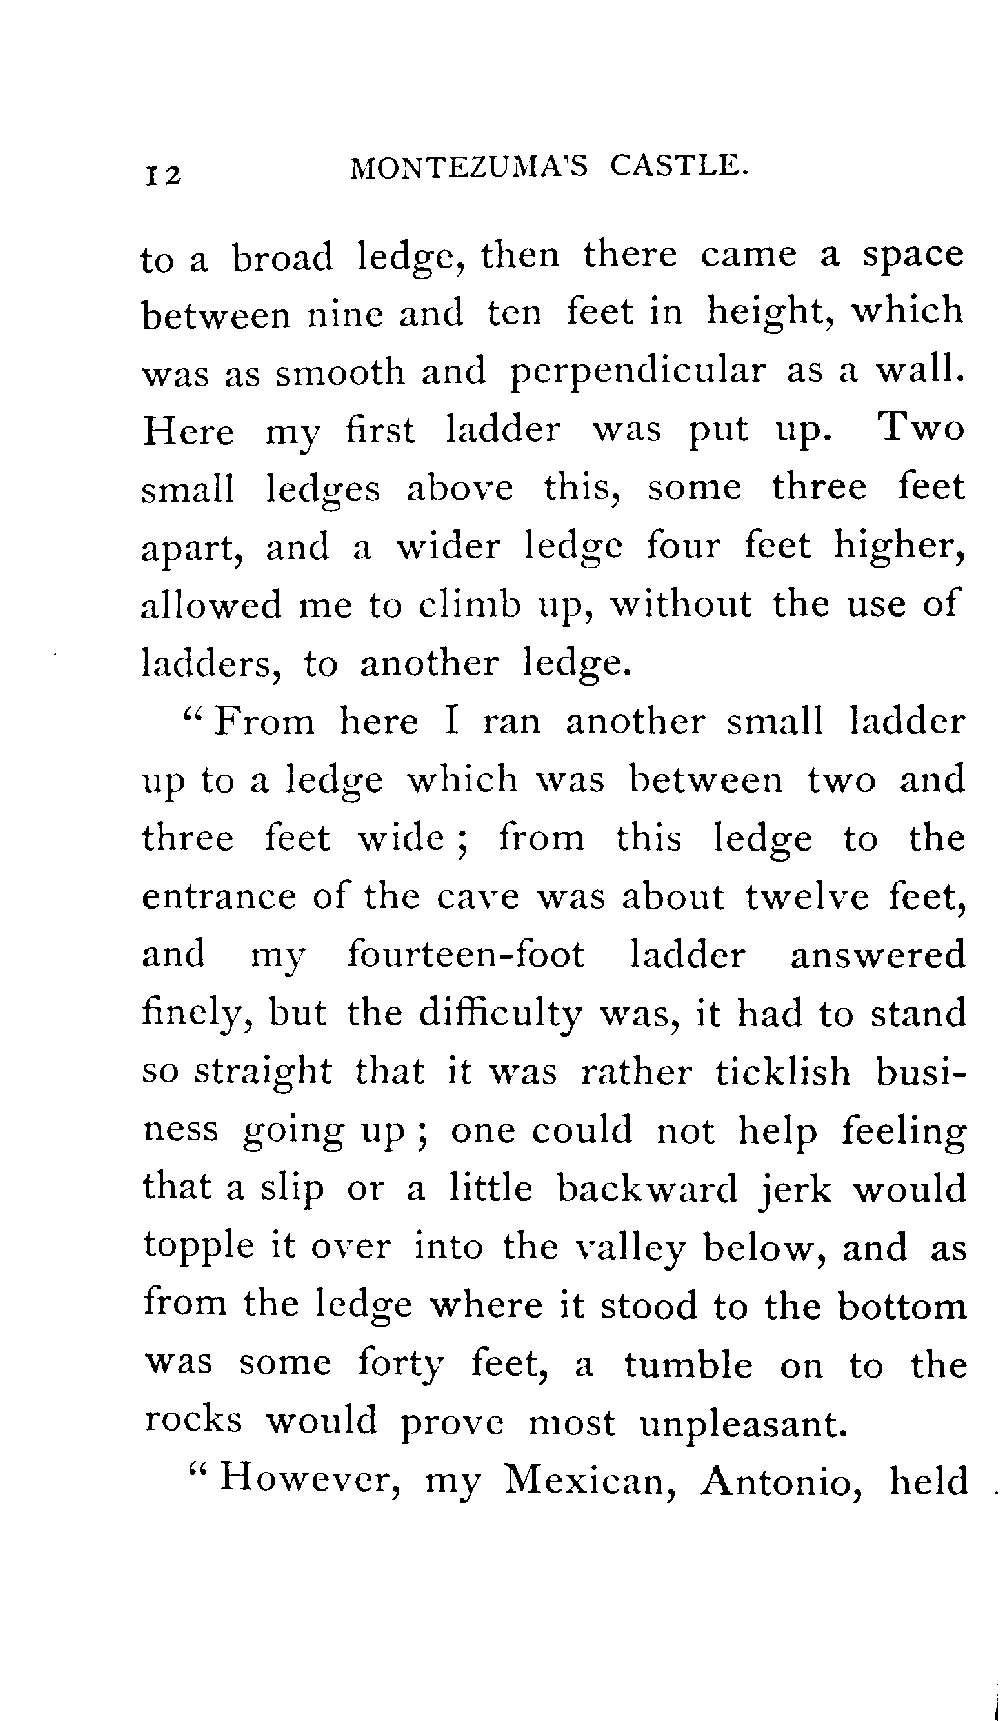 12 MONTEZUMA'S CASTLE.
to a broad ledge, then there came a space
between nine and ten feet in height, which
was as smooth and perpendicular as a wall.
Here my first ladder was put up. Two
small ledges above this, some three feet
apart, and a wider ledge four feet higher,
allowed me to climb up, without the use of
ladders, to another ledge.
“ From here I ran another small ladder
up to a ledge which was between two and
three feet wide ; from this ledge to the
entrance of the cave was about twelve feet,
and my fourteen-foot ladder answered
finely, but the difficulty was, it had to stand
so straight that it was rather ticklish busi-
ness going up ; one could not help feeling
that a slip or a little backward jerk would
topple it over into the valley below, and as
from the ledge where it stood to the bottom
was some forty feet, a tumble on to the
rocks would prove most unpleasant.
“ However, my Mexican, Antonio, held